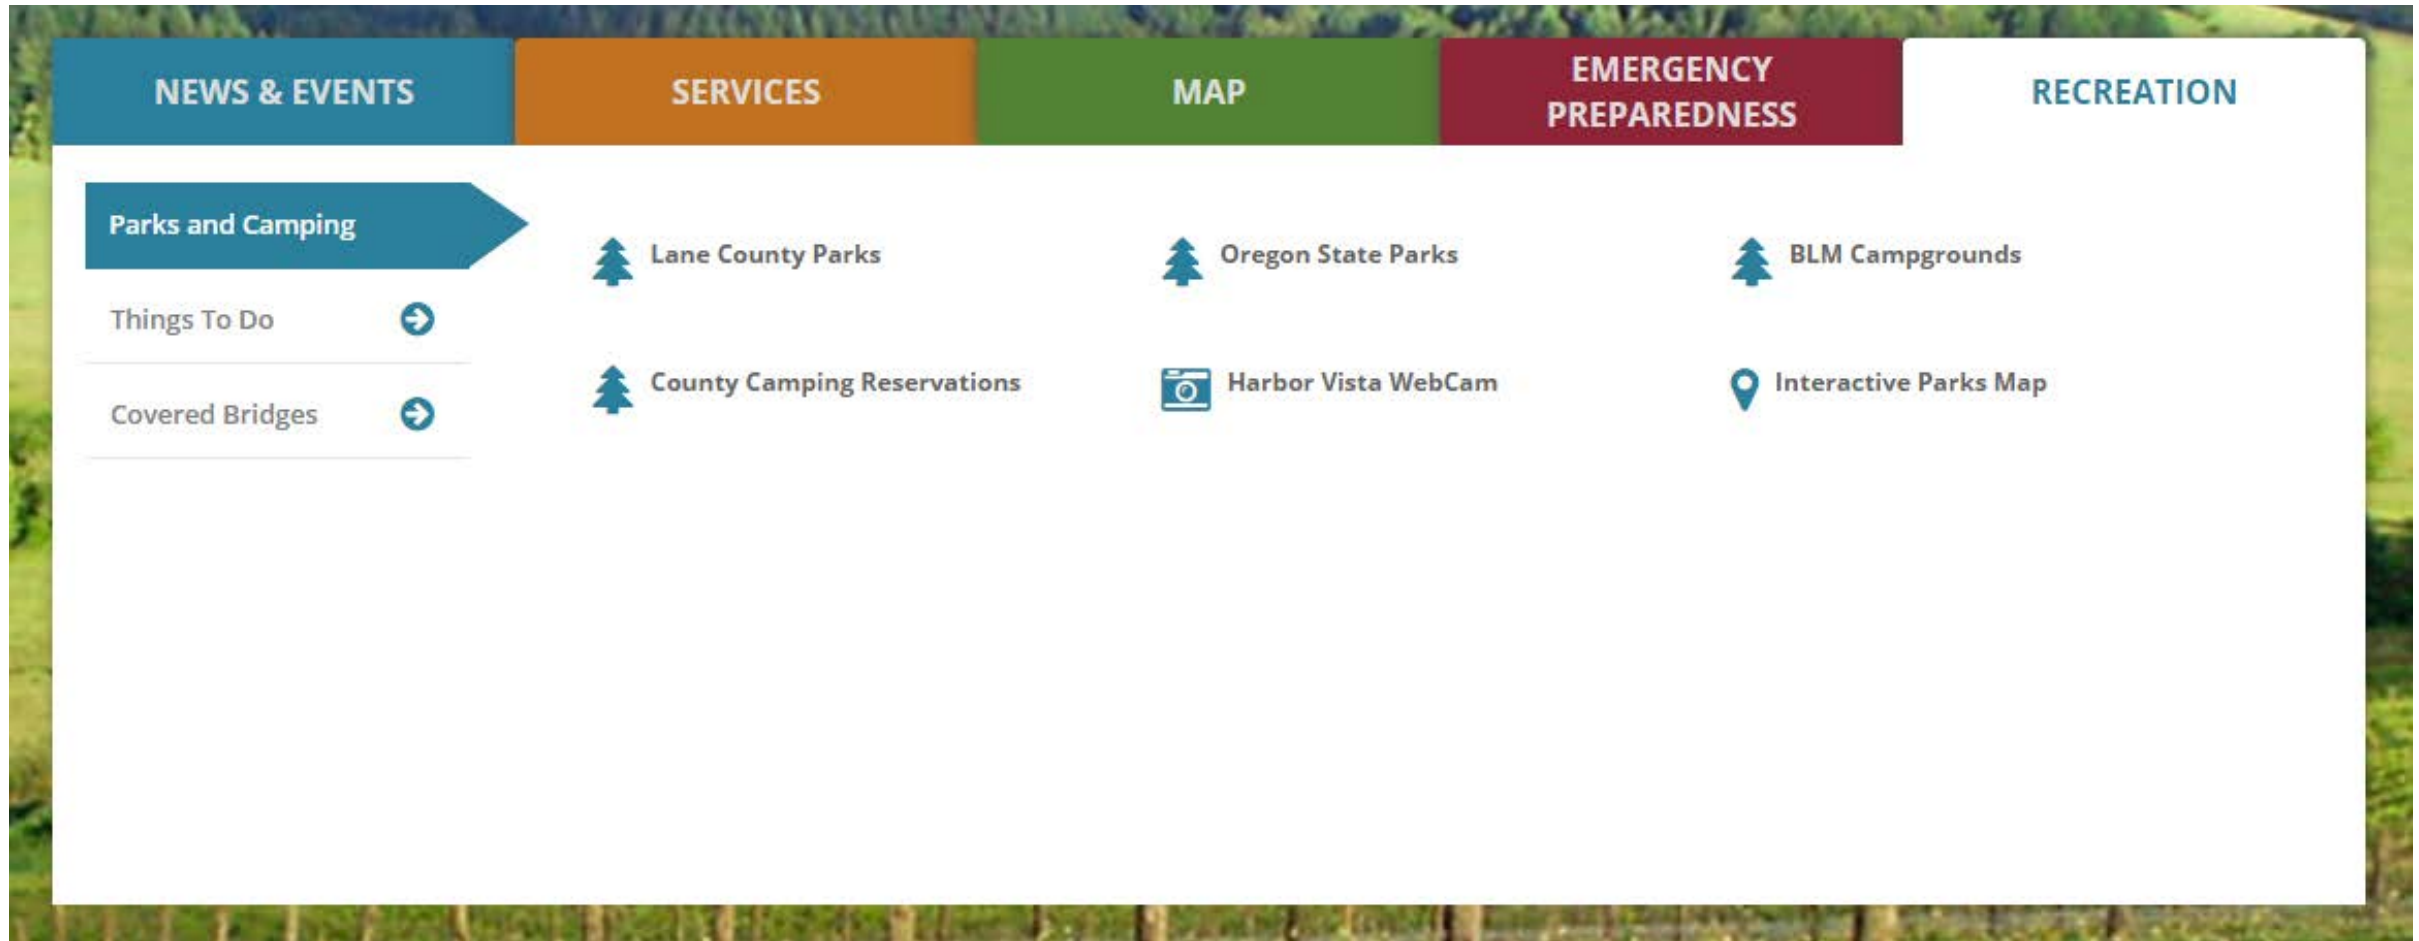 NEWS & EVENTS
SERVICES
MAP
EMERGENCY
PREPAREDNESS
RECREATION
Parks and Camping
Things To Do
Covered Bridges
Lane County Parks
Oregon State Parks
BLM Campgrounds
County Camping Reservations
Harbor Vista WebCam
Interactive Parks Map